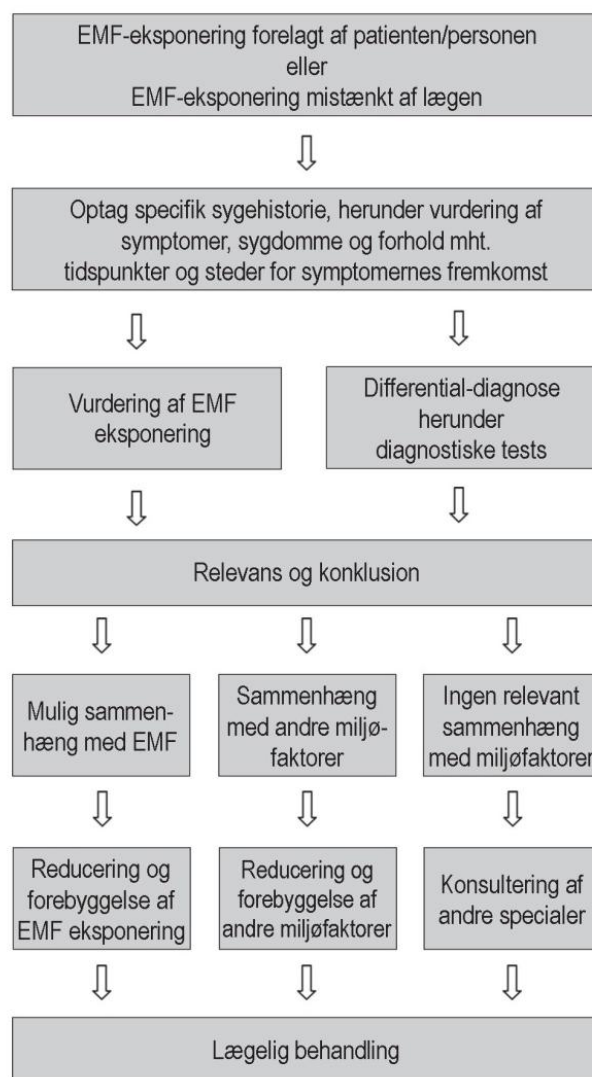 EMF-eksponering forelagt af patienten/personen
eller
EMF-eksponering mistænkt af lægen
Optag specifik sygehistorie, herunder vurdering af
symptomer, sygdomme og forhold mht.
tidspunkter og steder for symptomernes fremkomst
Vurdering af EMF
eksponering
Differential-diagnose
herunder
diagnostiske tests
Relevans og konklusion
Mulig sammen-
hæng med EMF
Sammenhæng
med andre miljø-
faktorer
Ingen relevant
sammenhæng
med miljøfaktorer
Reducering og
forebyggelse af
EMF eksponering
Reducering og
forebyggelse af
andre miljøfaktorer
Konsultering af
andre specialer
Lægelig behandling